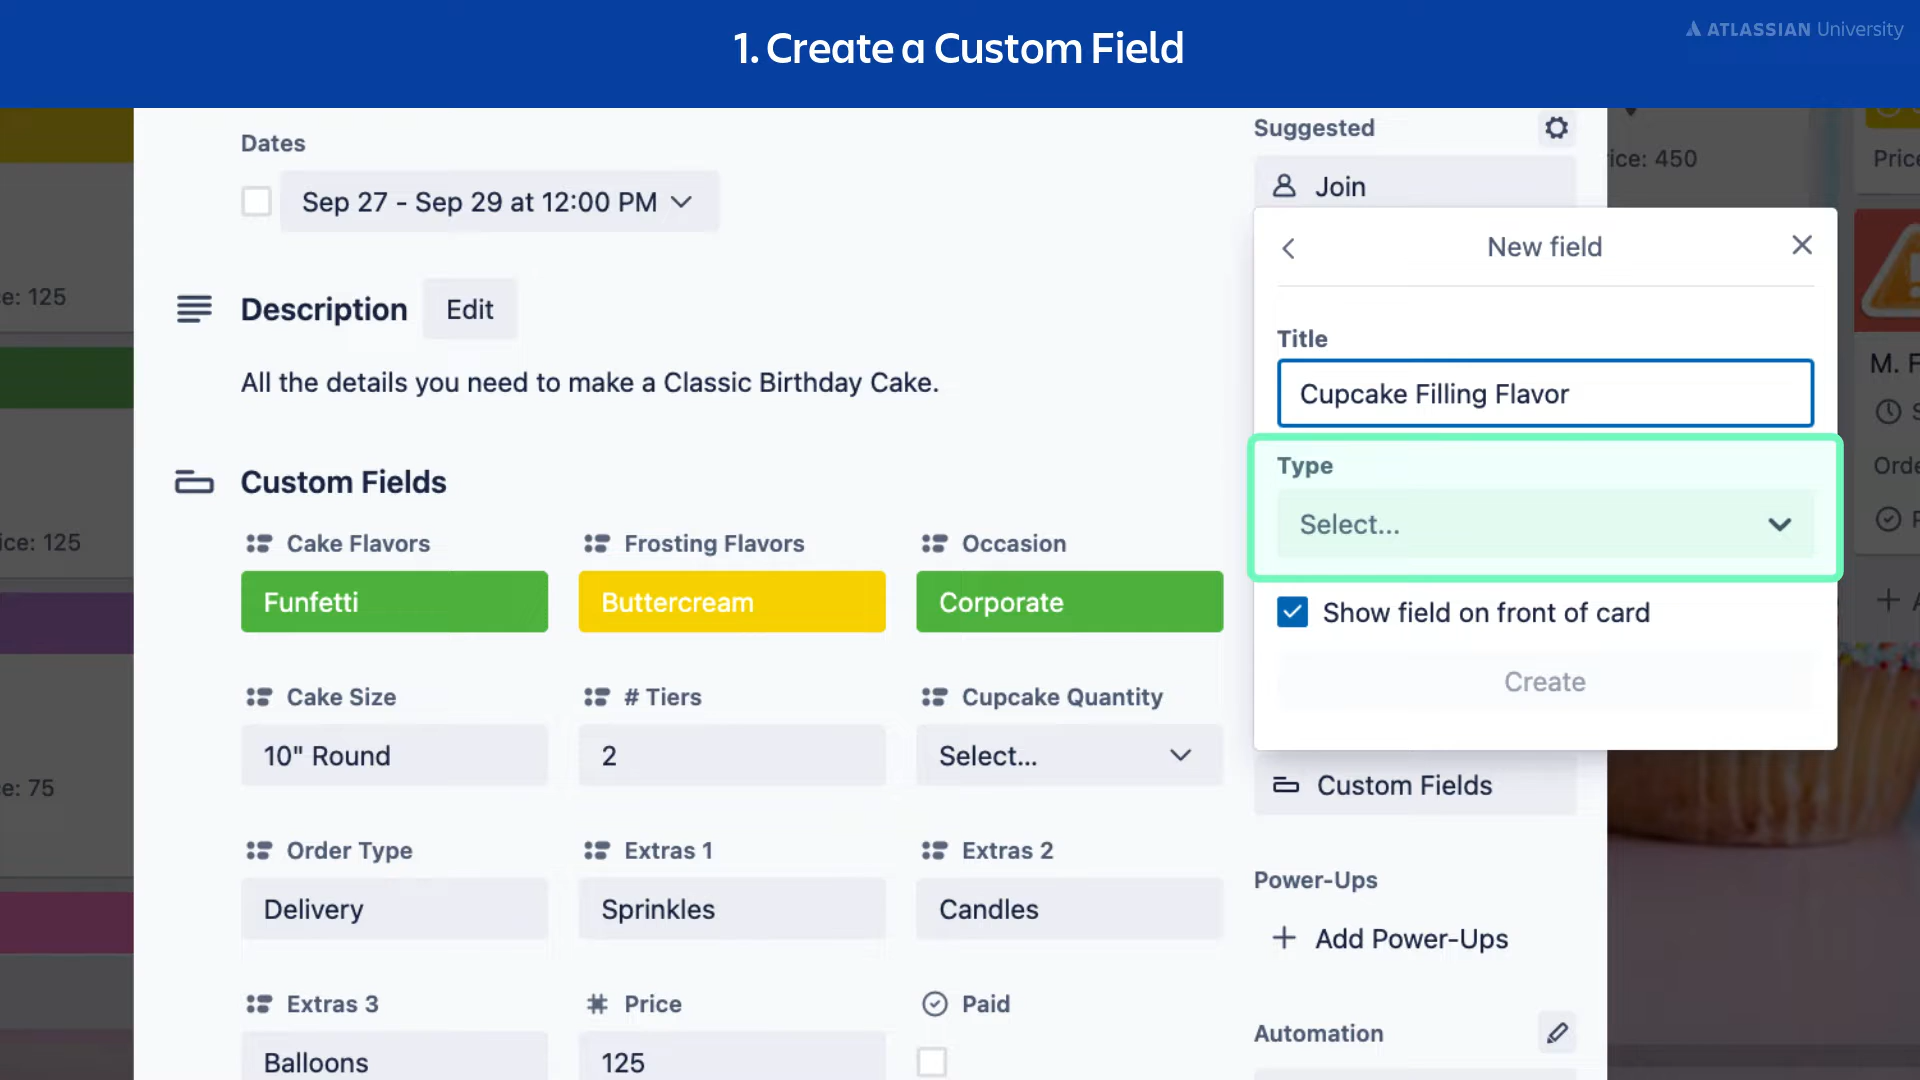 1. Create a Custom Field
ATLASSIAN University
Dates
Sep 27 - Sep 29 at 12:00 PM
Description
Edit
All the details you need to make a Classic Birthday Cake.
Custom Fields
Cake Flavors
Frosting Flavors
Occasion
Funfetti
Buttercream
Corporate
Cake Size
# Tiers
Cupcake Quantity
10" Round
2
Select...
Order Type
Extras 1
Extras 2
Delivery
Sprinkles
Candles
Extras 3
Price
Paid
Balloons
125
Suggested
Join
New field
Title
Cupcake Filling Flavor
Type
Select...
Show field on front of card
Create
Custom Fields
Power-Ups
Add Power-Ups
Automation
e: 125
ice: 125
e: 75
ice: 450
Price
M. F
S
Orde